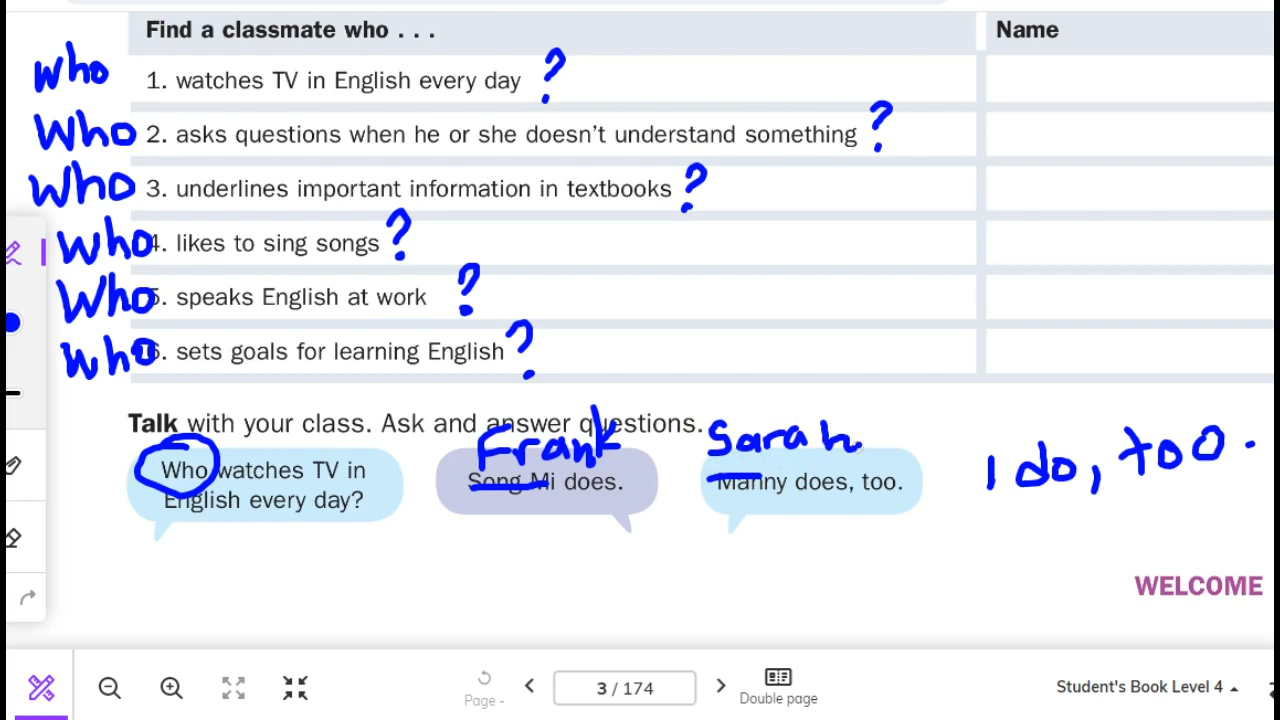 Find a classmate who . . . Name
who 1. watches TV in English every day ?
Who 2. asks questions when he or she doesn't understand something ?
Who 3. underlines important information in textbooks ?
Who 4. likes to sing songs ?
Who 5. speaks English at work ?
Who 6. sets goals for learning English ?
Talk with your class. Ask and answer questions.
Frank Sarah I do, too.
Who watches TV in
English every day?
Song Mi does.
Manny does, too.
WELCOME
Page -
3 / 174
Double page
Student's Book Level 4